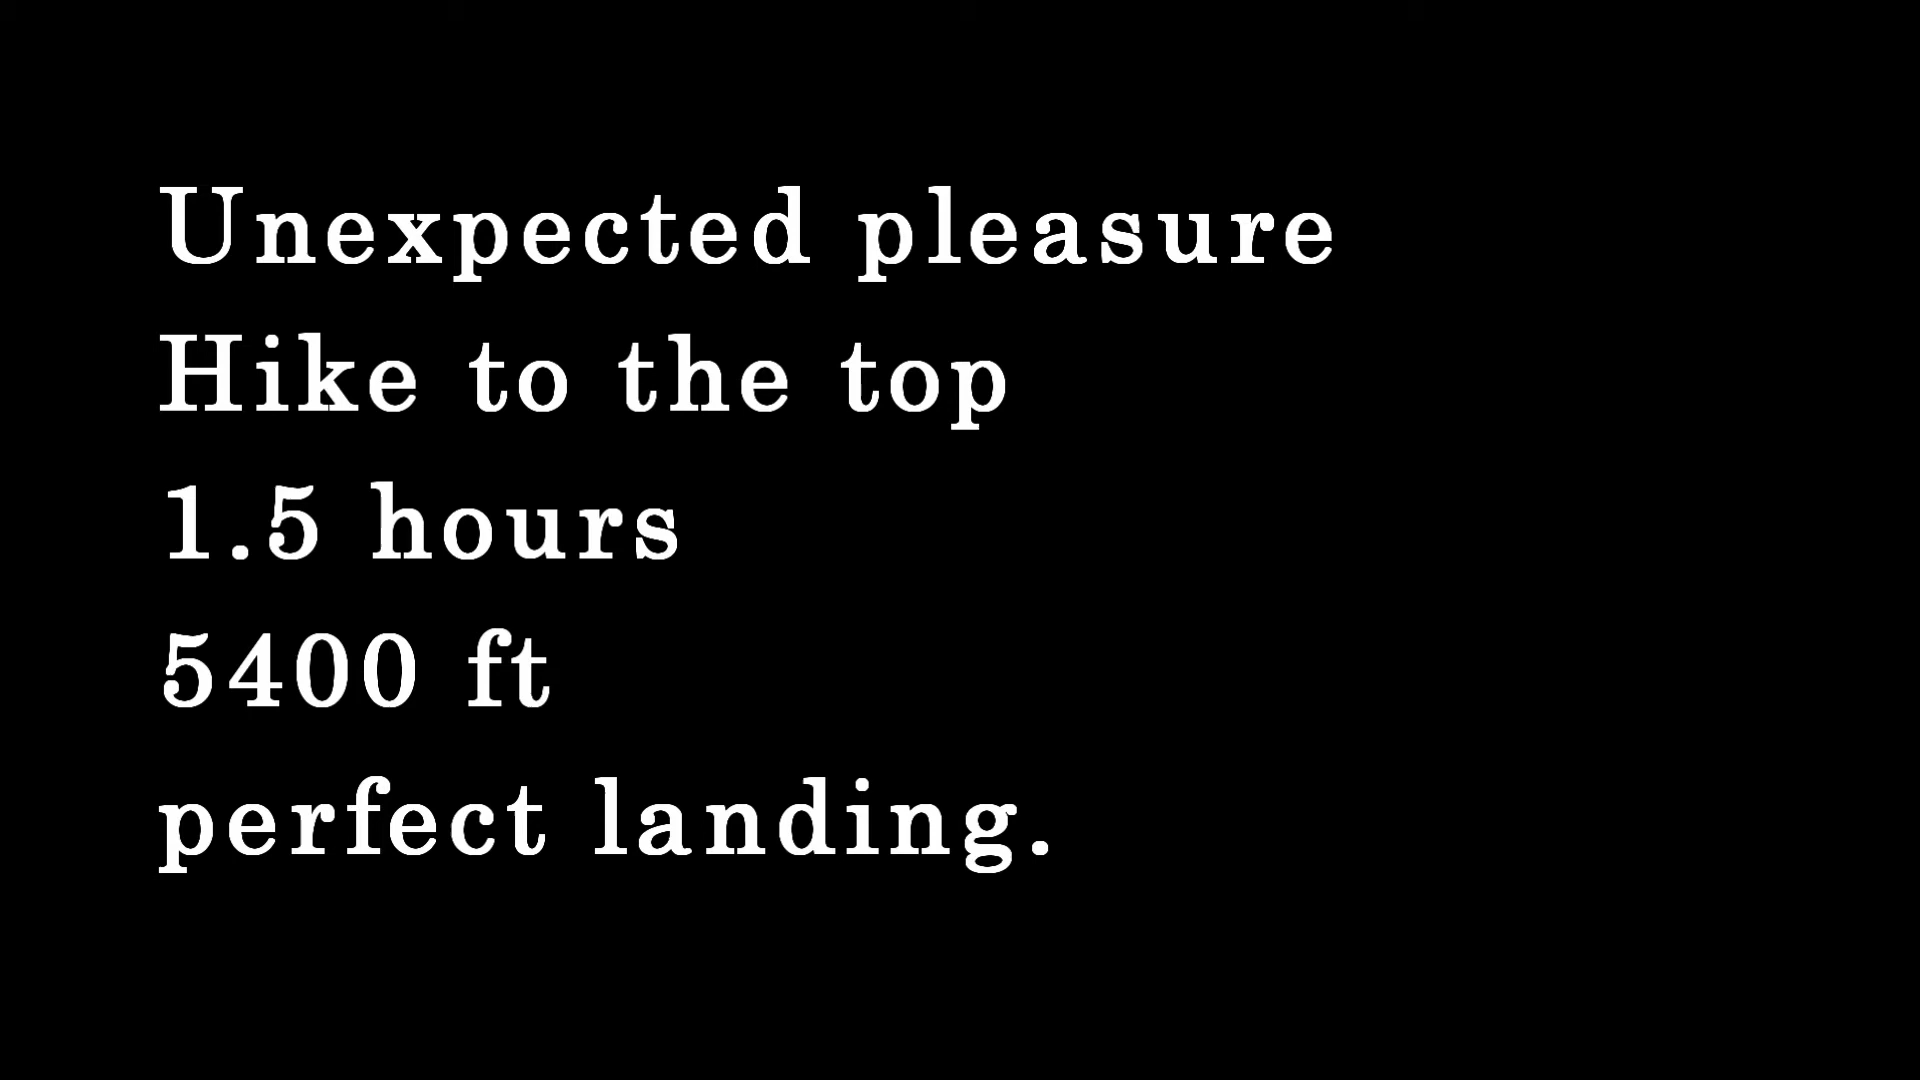 Unexpected pleasure
Hike to the top
1.5 hours
5400 ft
perfect landing.